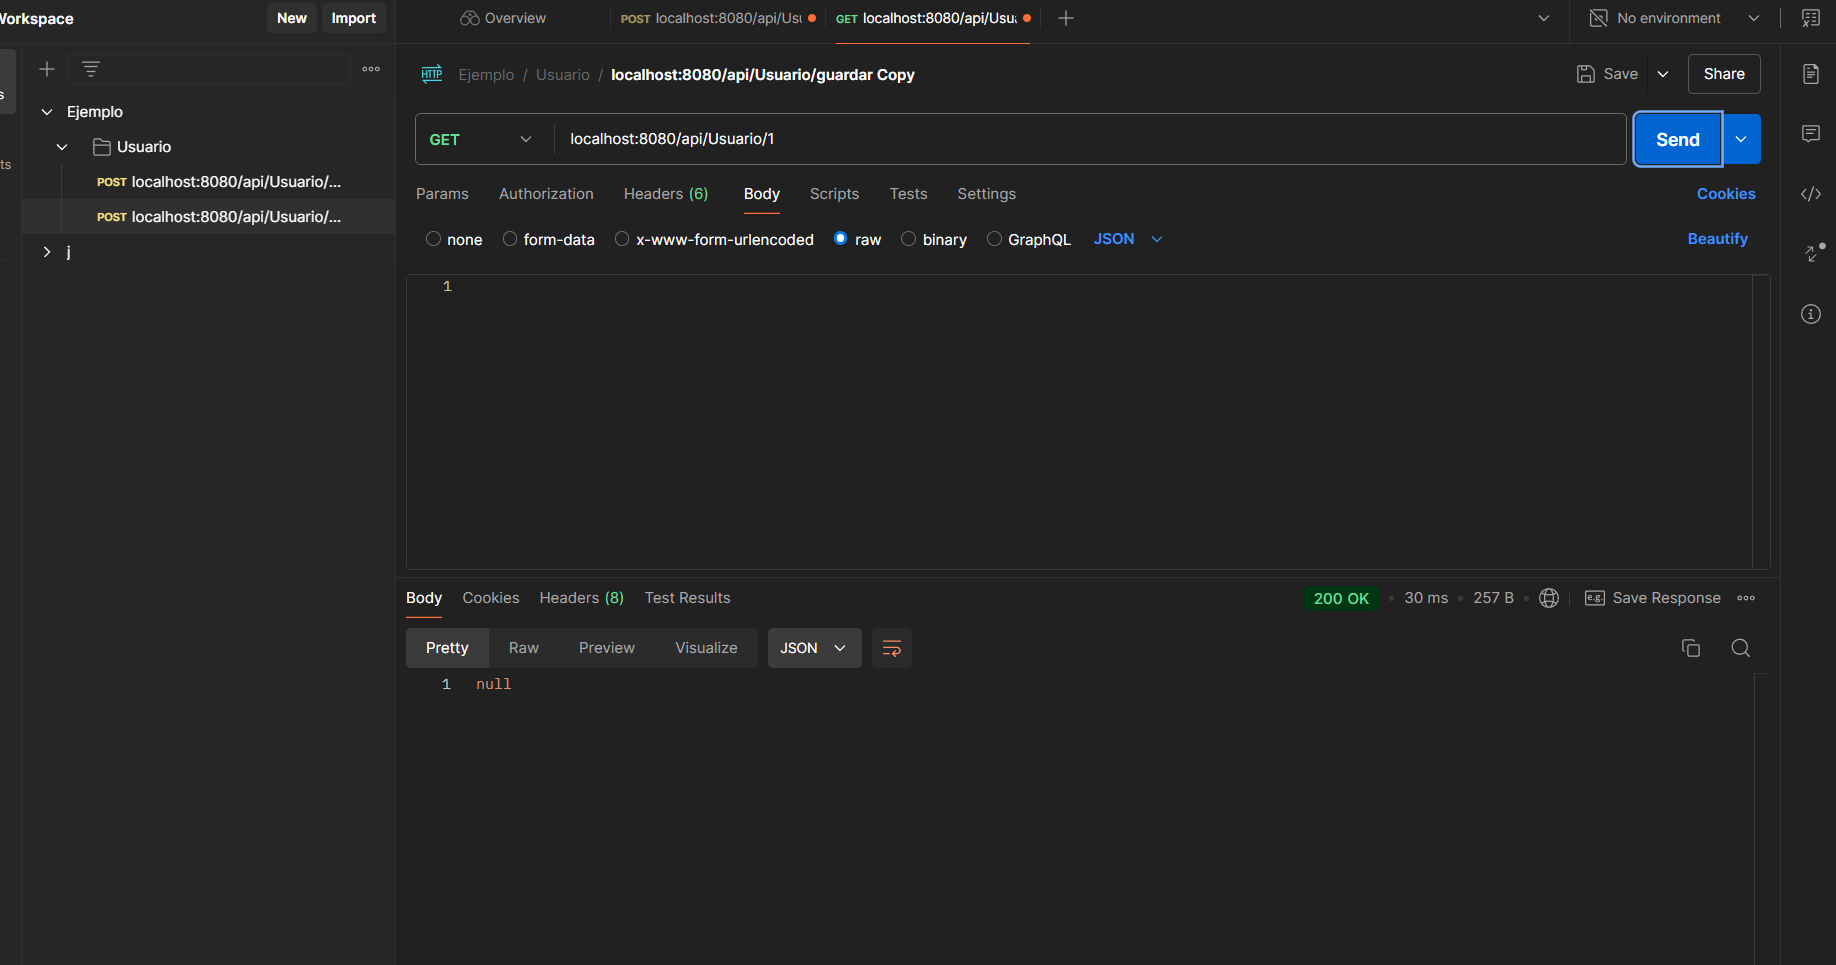 Workspace
New
Import
Overview
POST localhost:8080/api/Usu
GET localhost:8080/api/Usu
No environment
Ejemplo / Usuario / localhost:8080/api/Usuario/guardar Copy
Save
Share
s
ts
Ejemplo
Usuario
POST localhost:8080/api/Usuario/...
POST localhost:8080/api/Usuario/...
j
HTTP
GET
localhost:8080/api/Usuario/1
Send
Params
Authorization
Headers (6)
Body
Scripts
Tests
Settings
Cookies
none
form-data
x-www-form-urlencoded
raw
binary
GraphQL
JSON
Beautify
1
Body
Cookies
Headers (8)
Test Results
200 OK
30 ms
257 B
e.g.
Save Response
Pretty
Raw
Preview
Visualize
JSON
1 null